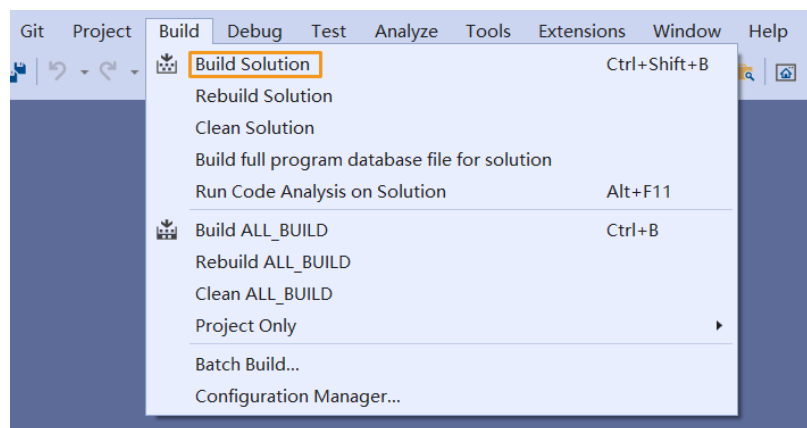 Git Project Build Debug Test Analyze Tools Extensions Window Help
Build Solution Ctrl+Shift+B
Rebuild Solution
Clean Solution
Build full program database file for solution
Run Code Analysis on Solution Alt+F11
Build ALL_BUILD Ctrl+B
Rebuild ALL_BUILD
Clean ALL_BUILD
Project Only
Batch Build...
Configuration Manager...